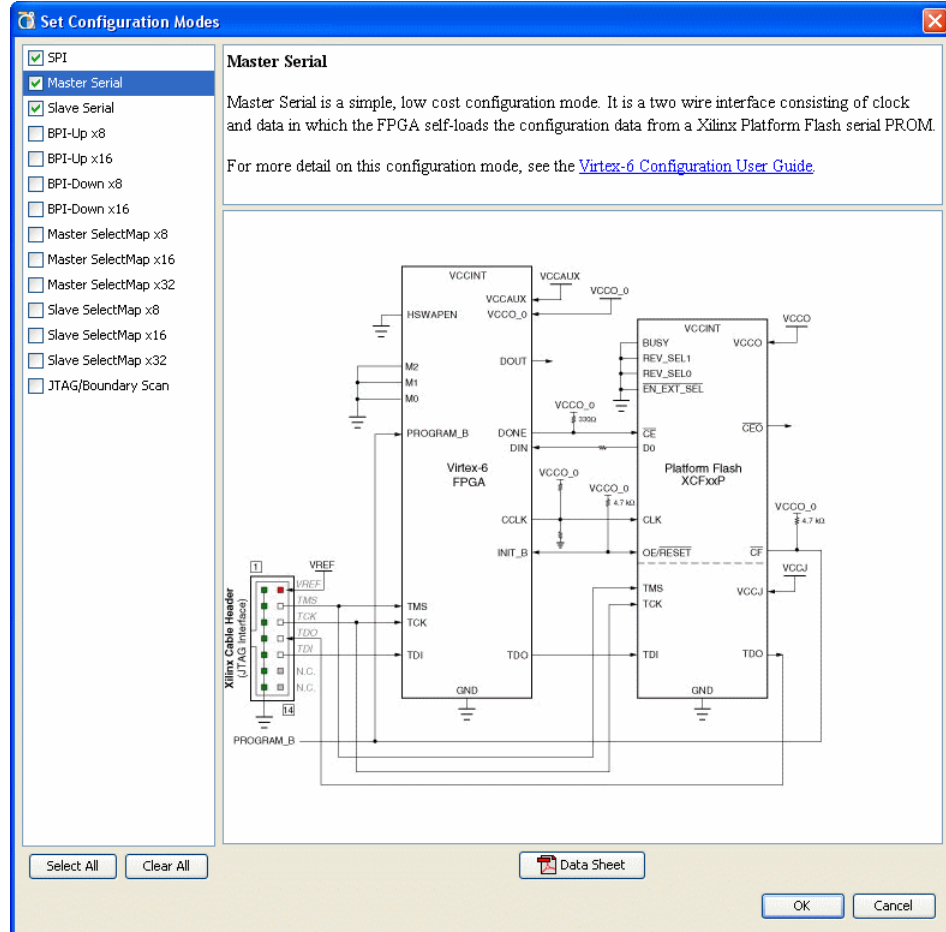 Set Configuration Modes
SPI
Master Serial
Slave Serial
BPI-Up x8
BPI-Up x16
BPI-Down x8
BPI-Down x16
Master SelectMap x8
Master SelectMap x16
Master SelectMap x32
Slave SelectMap x8
Slave SelectMap x16
Slave SelectMap x32
JTAG/Boundary Scan
Select All
Clear All
Master Serial
Master Serial is a simple, low cost configuration mode. It is a two wire interface consisting of clock
and data in which the FPGA self-loads the configuration data from a Xilinx Platform Flash serial PROM.
For more detail on this configuration mode, see the Virtex-6 Configuration User Guide.
VCCINT
VCCAUX
VCCAUX
VCCO_0
VCCO_0
HSWAPEN
DOUT
M2
M1
M0
PROGRAM_B
DONE
DIN
Virtex-6
FPGA
CCLK
INIT_B
TMS
TCK
TDI
TDO
GND
VCCO_0
330Ω
VCCO_0
VCCO_0
4.7 kΩ
VCCINT
VCCO
VCCO
BUSY
REV_SEL1
REV_SEL0
EN_EXT_SEL
CE
D0
CEO
Platform Flash
XCFxxP
CLK
OE/RESET
CF
VCCO_0
4.7 kΩ
VCCJ
VCCJ
TMS
TCK
TDI
TDO
GND
Xilinx Cable Header
(JTAG Interface)
1
VREF
VREF
TMS
TCK
TDO
TDI
N.C.
N.C.
14
PROGRAM_B
Data Sheet
OK
Cancel